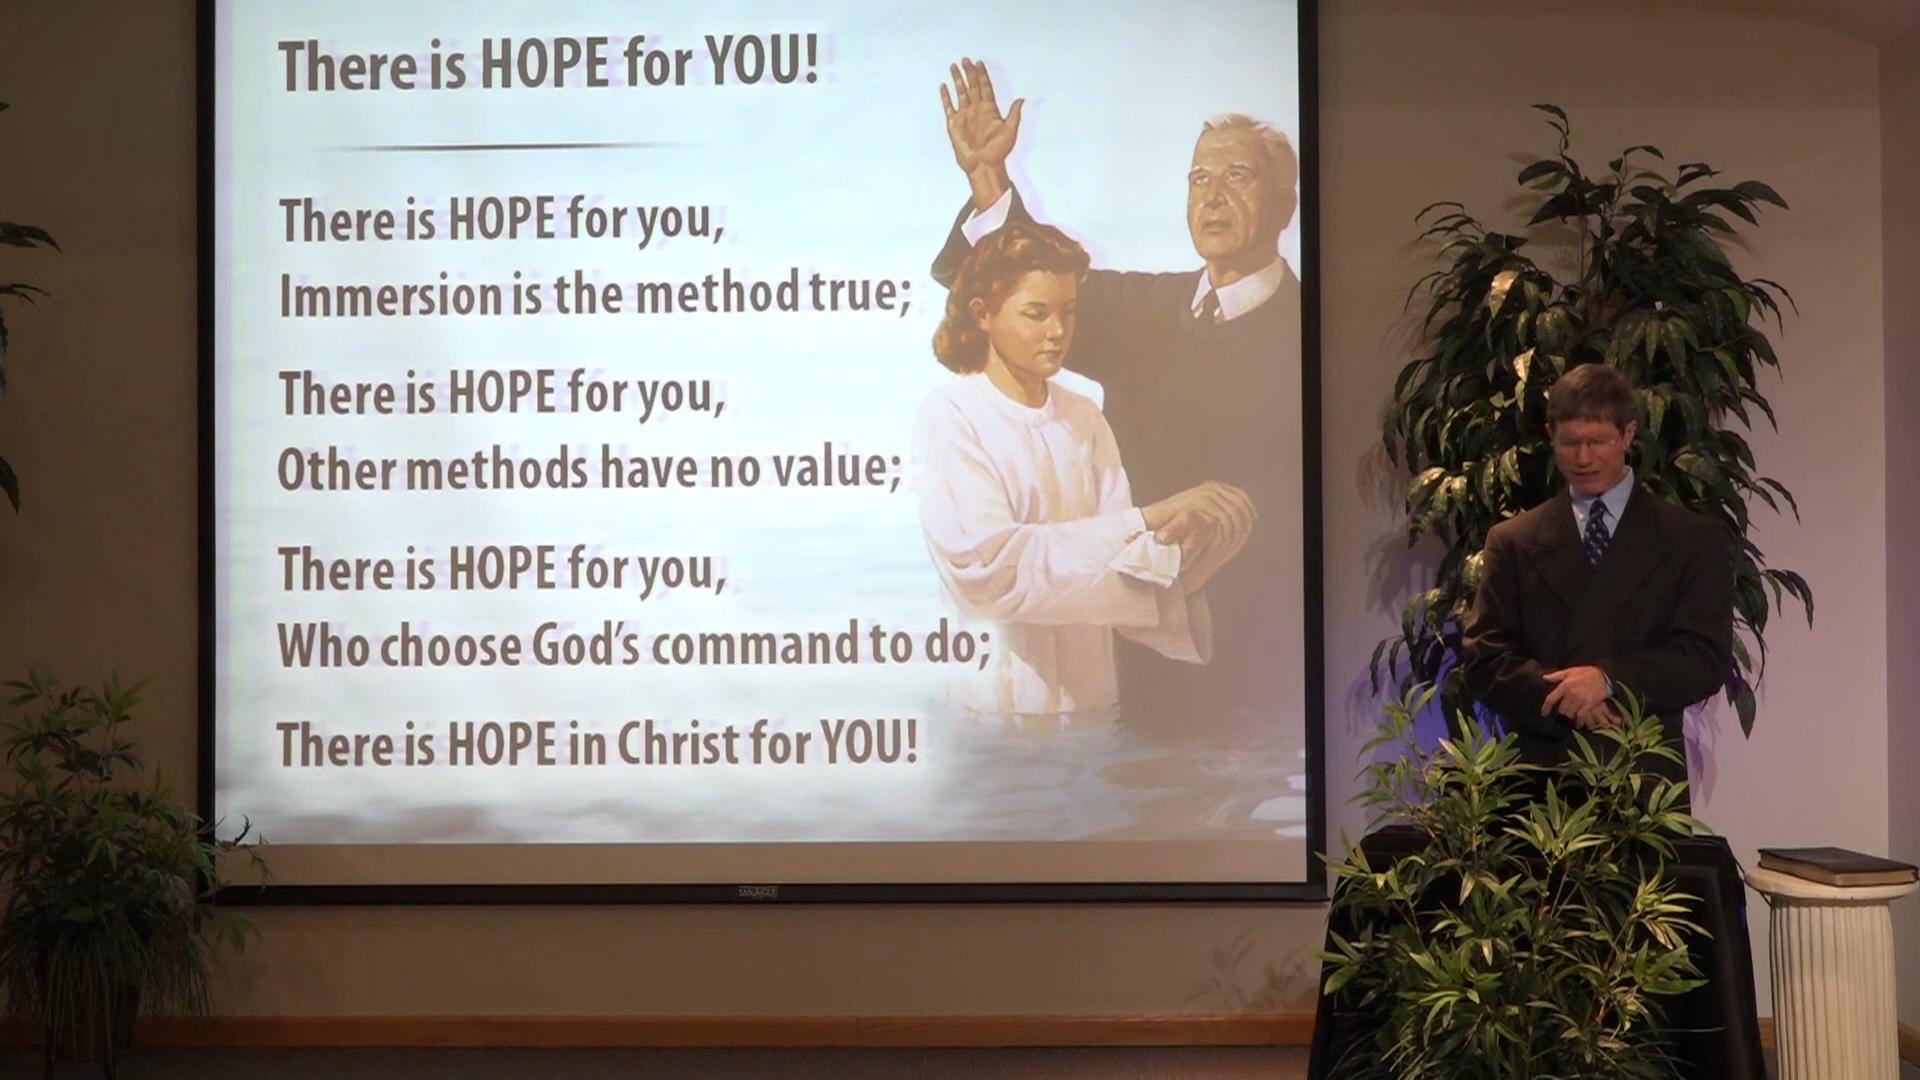 There is HOPE for YOU!
There is HOPE for you,
Immersion is the method true;
There is HOPE for you,
Other methods have no value;
There is HOPE for you,
Who choose God's command to do;
There is HOPE in Christ for YOU!